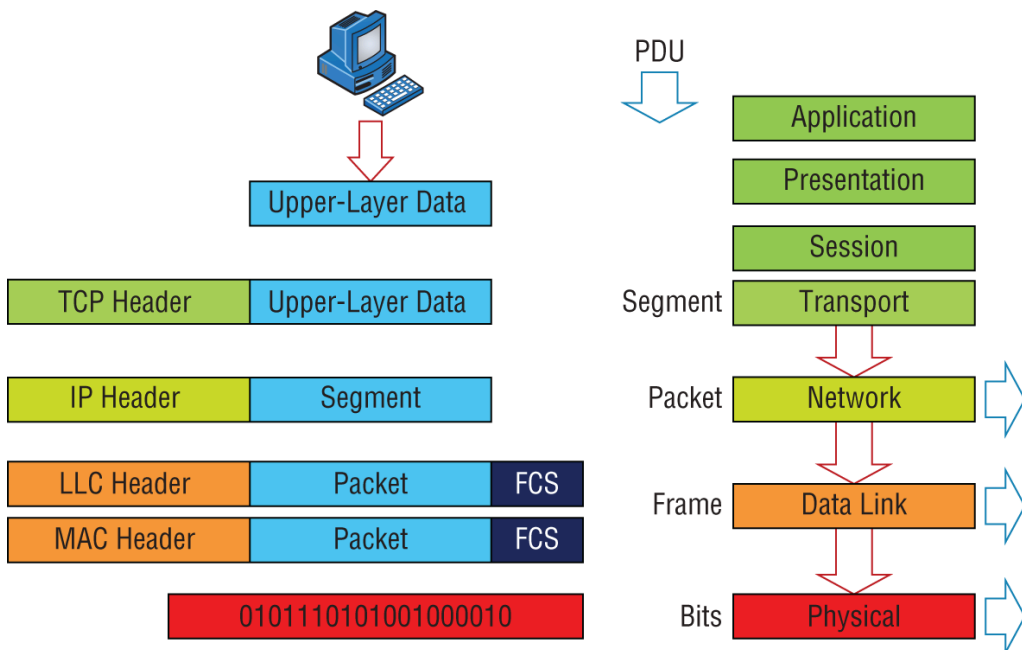 PDU
Application
Presentation
Upper-Layer Data
Session
TCP Header Upper-Layer Data Segment Transport
IP Header Segment Packet Network
LLC Header Packet FCS
Frame Data Link
MAC Header Packet FCS
0101110101001000010 Bits Physical